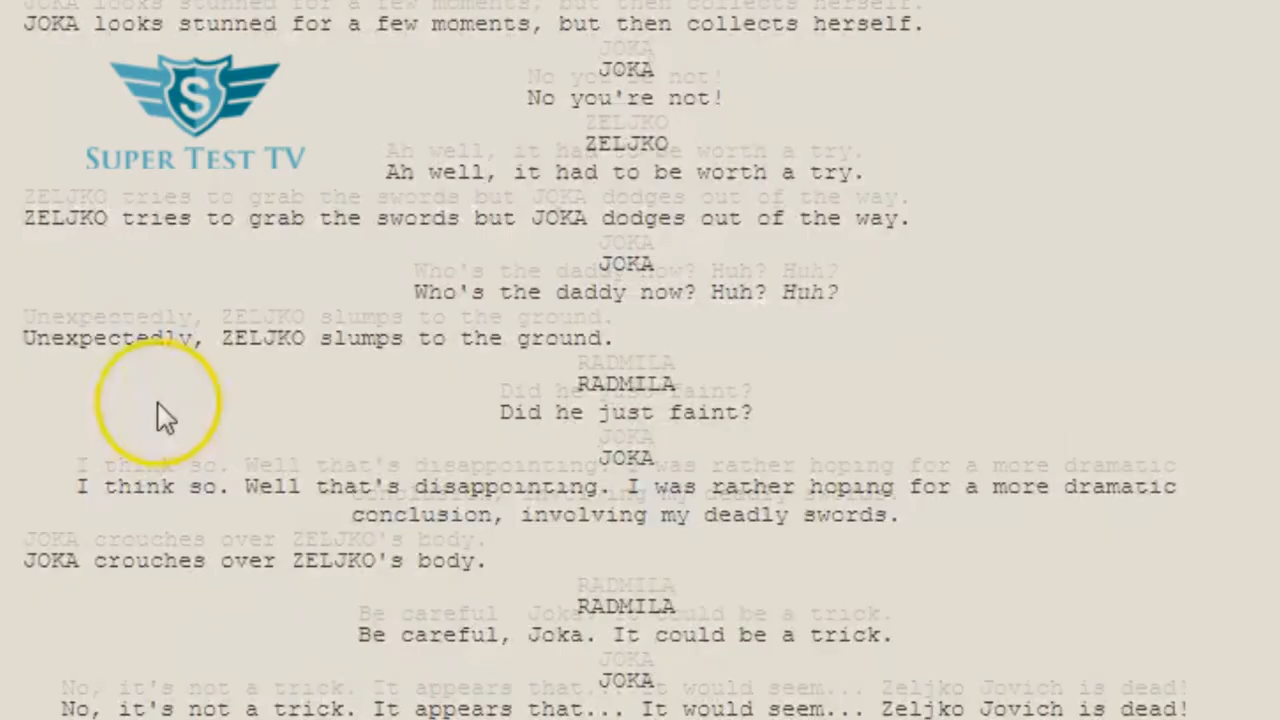 JOKA looks stunned for a few moments, but then collects herself.
JOKA
No you're not!
S
SUPER TEST TV
ZELJKO
Ah well, it had to be worth a try.
ZELJKO tries to grab the swords but JOKA dodges out of the way.
JOKA
Who's the daddy now? Huh? Huh?
Unexpectedly, ZELJKO slumps to the ground.
RADMILA
Did he just faint?
JOKA
I think so. Well that's disappointing. I was rather hoping for a more dramatic
conclusion, involving my deadly swords.
JOKA crouches over ZELJKO's body.
RADMILA
Be careful, Joka. It could be a trick.
JOKA
No, it's not a trick. It appears that... It would seem... Zeljko Jovich is dead!